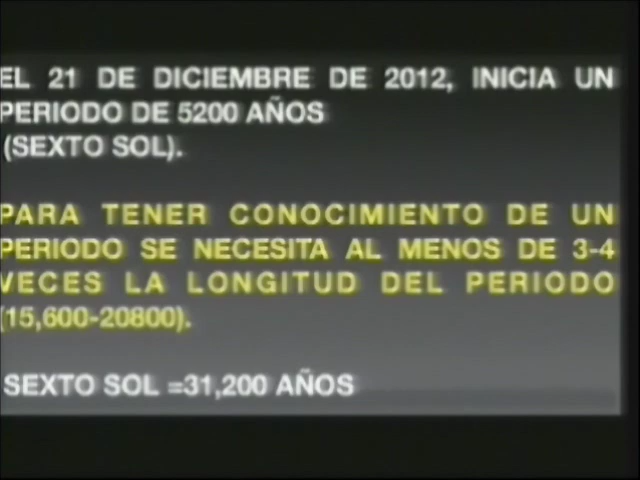 EL 21 DE DICIEMBRE DE 2012, INICIA UN
PERIODO DE 5200 AÑOS
(SEXTO SOL).
PARA TENER CONOCIMIENTO DE UN
PERIODO SE NECESITA AL MENOS DE 3-4
VECES LA LONGITUD DEL PERIODO
(15,600-20800).
SEXTO SOL =31,200 AÑOS